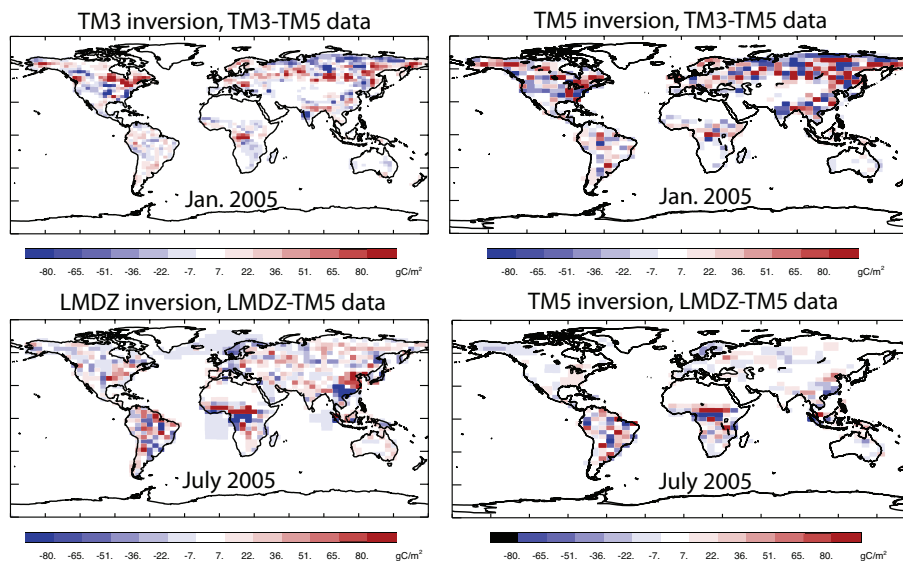 TM3 inversion, TM3-TM5 data
TM5 inversion, TM3-TM5 data
Jan. 2005
Jan. 2005
-80. -65. -51. -36. -22. -7. 7. 22. 36. 51. 65. 80. gC/m²
-80. -65. -51. -36. -22. -7. 7. 22. 36. 51. 65. 80. gC/m²
LMDZ inversion, LMDZ-TM5 data
TM5 inversion, LMDZ-TM5 data
July 2005
July 2005
-80. -65. -51. -36. -22. -7. 7. 22. 36. 51. 65. 80. gC/m²
-80. -65. -51. -36. -22. -7. 7. 22. 36. 51. 65. 80. gC/m²